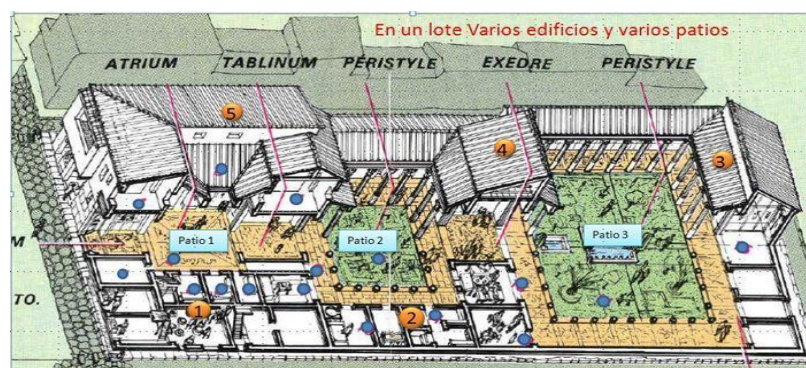 En un lote Varios edificios y varios patios
ATRIUM TABLINUM PERISTYLE EXEDRE PERISTYLE
5
4
3
Patio 1 Patio 2 Patio 3
M
TO.
1
2